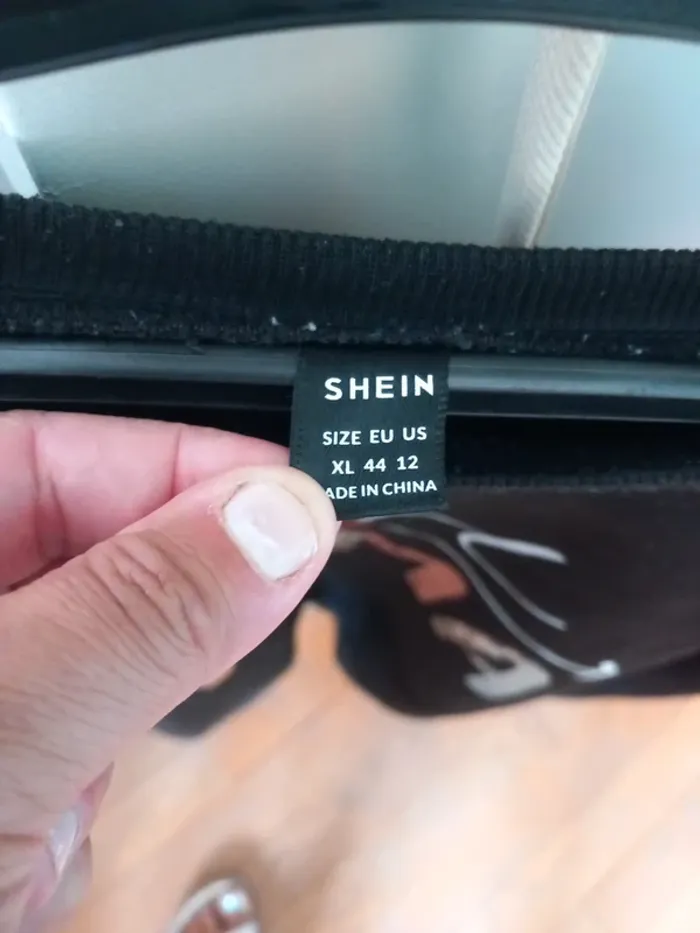 SHEIN
SIZE EU US
XL 44 12
ADE IN CHINA